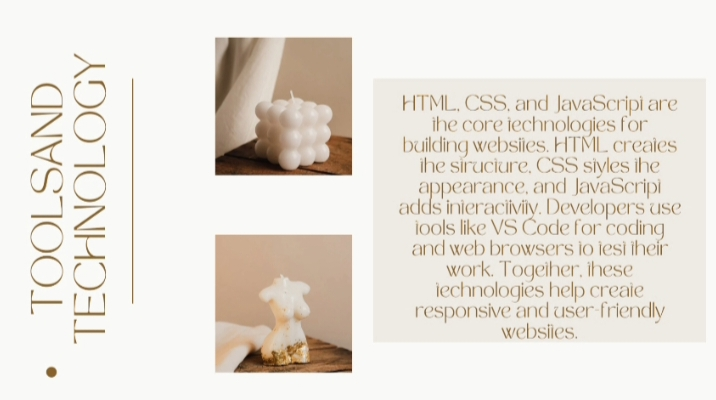 TOOLSAND
TECHNOLOGY
HTML, CSS, and JavaScript are
the core technologies for
building websites. HTML creates
the structure, CSS styles the
appearance, and JavaScript
adds interactivity. Developers use
tools like VS Code for coding
and web browsers to test their
work. Together, these
technologies help create
responsive and user-friendly
websites.